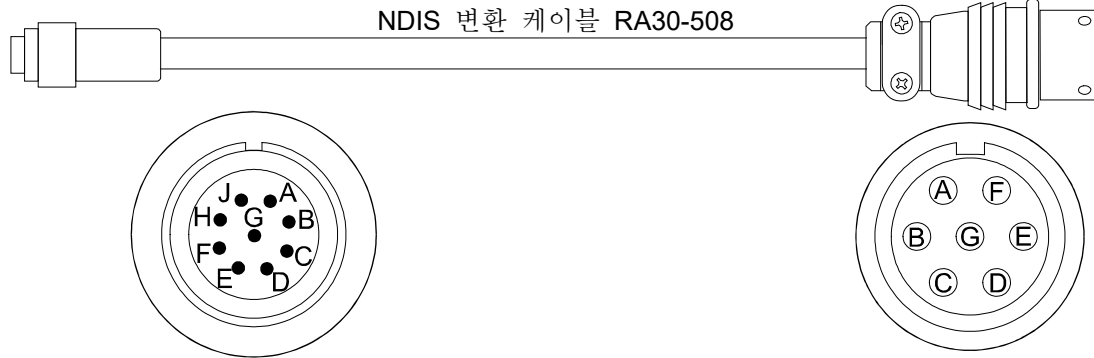 NDIS 변환 케이블 RA30-508
J A
H G B
F C
E D
A F
B G E
C D